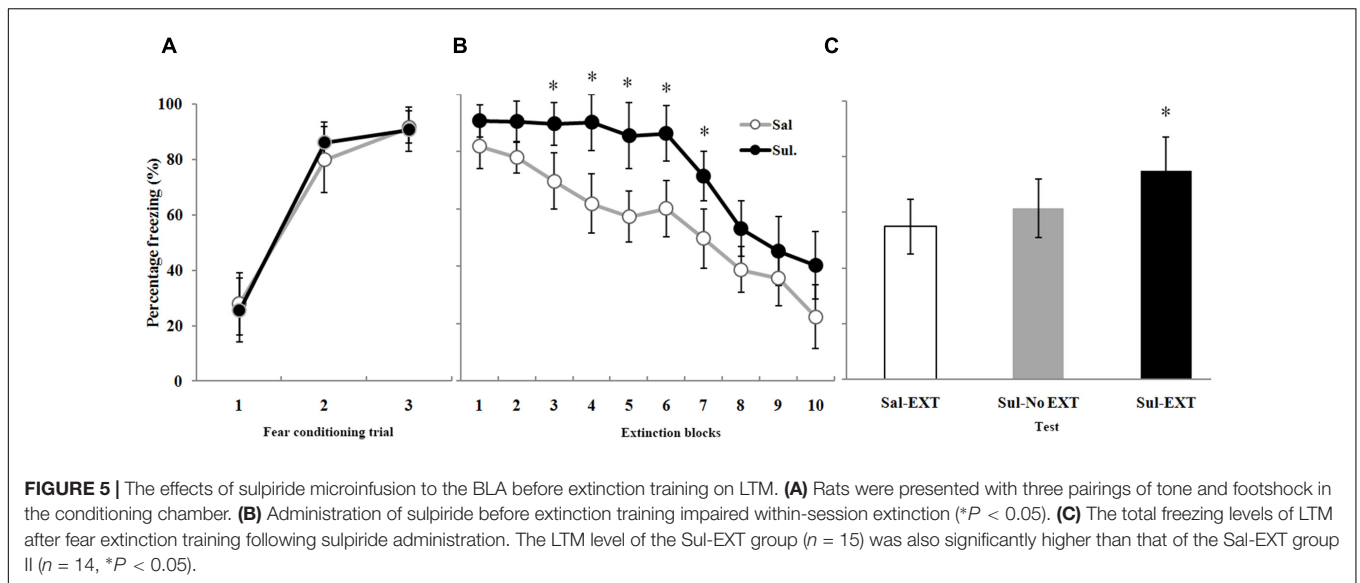 A
B
C
Percentage freezing (%)
100
80
60
40
20
0
1
2
3
Fear conditioning trial
* * * * *
Sal
Sul.
1 2 3 4 5 6 7 8 9 10
Extinction blocks
*
Sal-EXT
Sul-No EXT
Sul-EXT
Test
FIGURE 5 | The effects of sulpiride microinfusion to the BLA before extinction training on LTM. (A) Rats were presented with three pairings of tone and footshock in
the conditioning chamber. (B) Administration of sulpiride before extinction training impaired within-session extinction (*P < 0.05). (C) The total freezing levels of LTM
after fear extinction training following sulpiride administration. The LTM level of the Sul-EXT group (n = 15) was also significantly higher than that of the Sal-EXT group
II (n = 14, *P < 0.05).